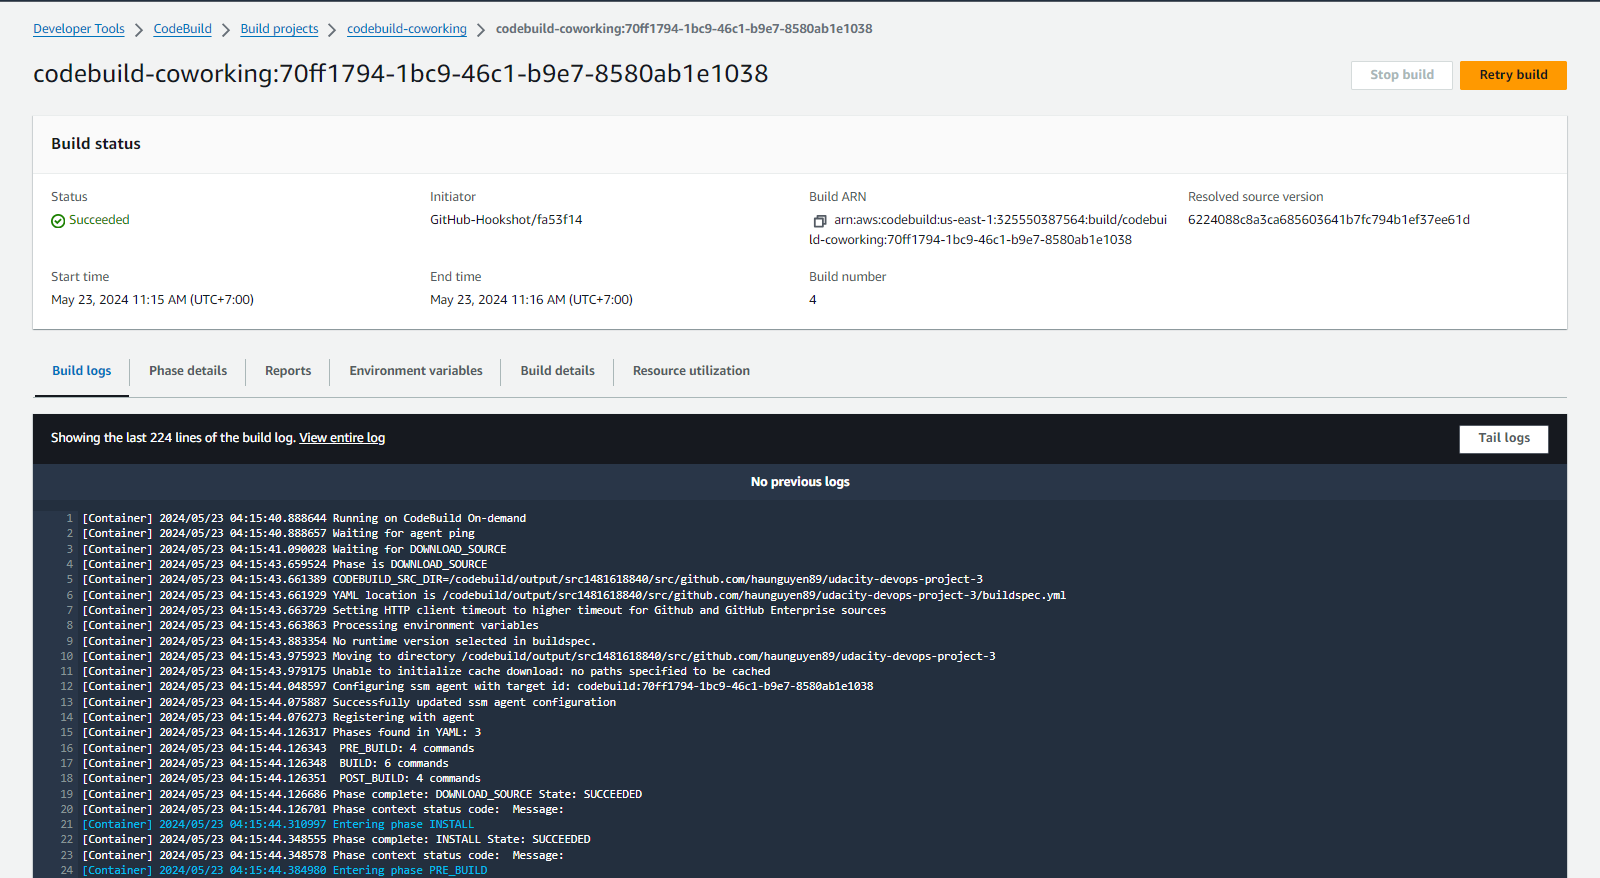 Developer Tools > CodeBuild > Build projects > codebuild-coworking > codebuild-coworking:70ff1794-1bc9-46c1-b9e7-8580ab1e1038
codebuild-coworking:70ff1794-1bc9-46c1-b9e7-8580ab1e1038
Stop build
Retry build
Build status
Status
Succeeded
Initiator
GitHub-Hookshot/fa53f14
Build ARN
arn:aws:codebuild:us-east-1:325550387564:build/codebui
ld-coworking:70ff1794-1bc9-46c1-b9e7-8580ab1e1038
Resolved source version
6224088c8a3ca685603641b7fc794b1ef37ee61d
Start time
May 23, 2024 11:15 AM (UTC+7:00)
End time
May 23, 2024 11:16 AM (UTC+7:00)
Build number
4
Build logs
Phase details
Reports
Environment variables
Build details
Resource utilization
Showing the last 224 lines of the build log. View entire log
Tail logs
No previous logs
1 [Container] 2024/05/23 04:15:40.888644 Running on CodeBuild On-demand
2 [Container] 2024/05/23 04:15:40.888657 Waiting for agent ping
3 [Container] 2024/05/23 04:15:41.090028 Waiting for DOWNLOAD_SOURCE
4 [Container] 2024/05/23 04:15:43.659524 Phase is DOWNLOAD_SOURCE
5 [Container] 2024/05/23 04:15:43.661389 CODEBUILD_SRC_DIR=/codebuild/output/src1481618840/src/github.com/haunguyen89/udacity-devops-project-3
6 [Container] 2024/05/23 04:15:43.661929 YAML location is /codebuild/output/src1481618840/src/github.com/haunguyen89/udacity-devops-project-3/buildspec.yml
7 [Container] 2024/05/23 04:15:43.663729 Setting HTTP client timeout to higher timeout for Github and GitHub Enterprise sources
8 [Container] 2024/05/23 04:15:43.663863 Processing environment variables
9 [Container] 2024/05/23 04:15:43.883354 No runtime version selected in buildspec.
10 [Container] 2024/05/23 04:15:43.975923 Moving to directory /codebuild/output/src1481618840/src/github.com/haunguyen89/udacity-devops-project-3
11 [Container] 2024/05/23 04:15:43.979175 Unable to initialize cache download: no paths specified to be cached
12 [Container] 2024/05/23 04:15:44.048597 Configuring ssm agent with target id: codebuild:70ff1794-1bc9-46c1-b9e7-8580ab1e1038
13 [Container] 2024/05/23 04:15:44.075887 Successfully updated ssm agent configuration
14 [Container] 2024/05/23 04:15:44.076273 Registering with agent
15 [Container] 2024/05/23 04:15:44.126317 Phases found in YAML: 3
16 [Container] 2024/05/23 04:15:44.126343  PRE_BUILD: 4 commands
17 [Container] 2024/05/23 04:15:44.126348  BUILD: 6 commands
18 [Container] 2024/05/23 04:15:44.126351  POST_BUILD: 4 commands
19 [Container] 2024/05/23 04:15:44.126686 Phase complete: DOWNLOAD_SOURCE State: SUCCEEDED
20 [Container] 2024/05/23 04:15:44.126701 Phase context status code:  Message:
21 [Container] 2024/05/23 04:15:44.310997 Entering phase INSTALL
22 [Container] 2024/05/23 04:15:44.348555 Phase complete: INSTALL State: SUCCEEDED
23 [Container] 2024/05/23 04:15:44.348578 Phase context status code:  Message:
24 [Container] 2024/05/23 04:15:44.384980 Entering phase PRE_BUILD